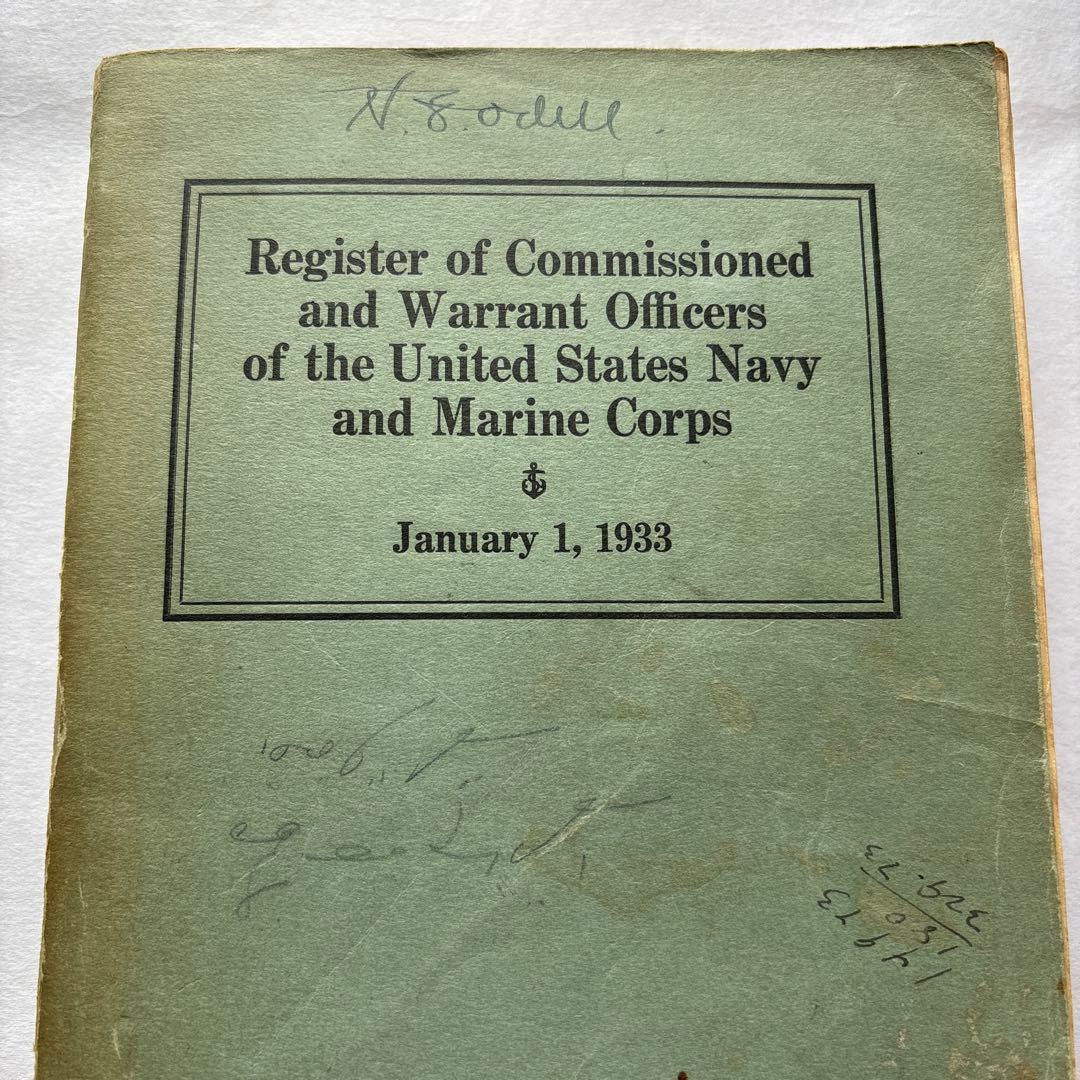 N. E. Odell.
Register of Commissioned
and Warrant Officers
of the United States Navy
and Marine Corps
January 1, 1933